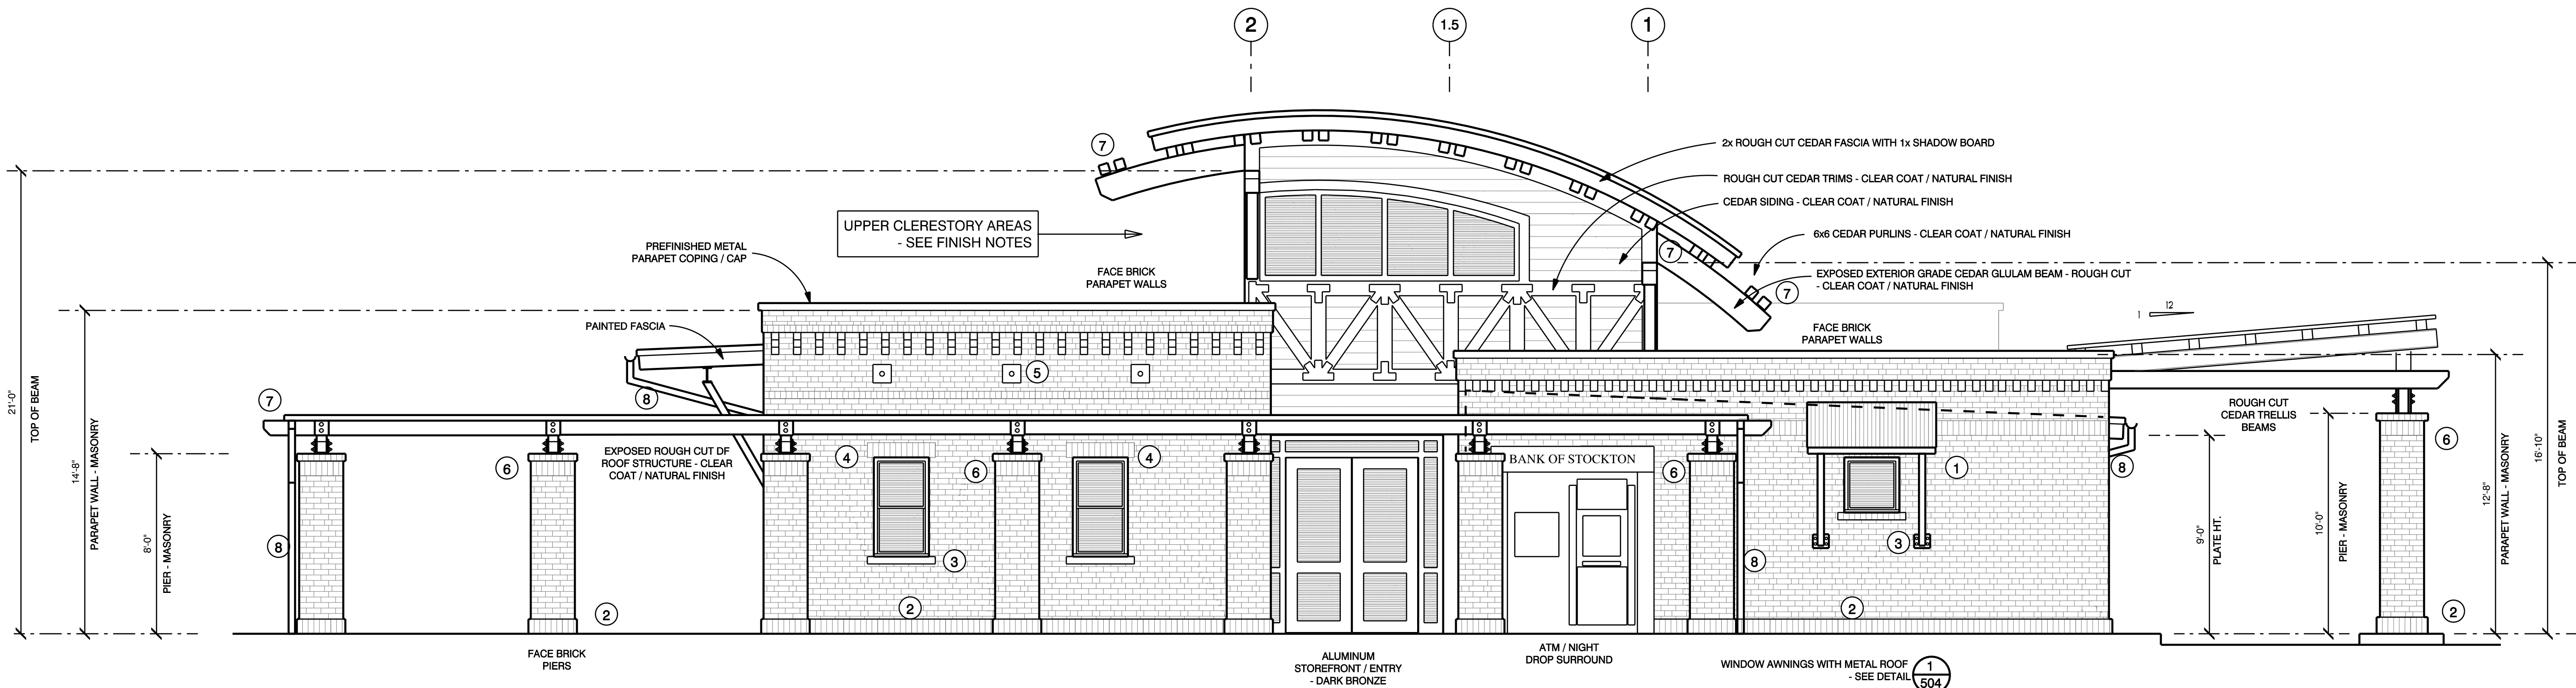 2
1.5
1
7
2x ROUGH CUT CEDAR FASCIA WITH 1x SHADOW BOARD
ROUGH CUT CEDAR TRIMS - CLEAR COAT / NATURAL FINISH
CEDAR SIDING - CLEAR COAT / NATURAL FINISH
UPPER CLERESTORY AREAS
- SEE FINISH NOTES
6x6 CEDAR PURLINS - CLEAR COAT / NATURAL FINISH
7
PREFINISHED METAL
PARAPET COPING / CAP
FACE BRICK
PARAPET WALLS
EXPOSED EXTERIOR GRADE CEDAR GLULAM BEAM - ROUGH CUT
- CLEAR COAT / NATURAL FINISH
7
PAINTED FASCIA
FACE BRICK
PARAPET WALLS
1
12
5
8
7
21'-0"
TOP OF BEAM
14'-8"
PARAPET WALL - MASONRY
8'-0"
PIER - MASONRY
EXPOSED ROUGH CUT DF
ROOF STRUCTURE - CLEAR
COAT / NATURAL FINISH
6
4
6
4
BANK OF STOCKTON
6
1
8
ROUGH CUT
CEDAR TRELLIS
BEAMS
6
9'-0"
PLATE HT.
10'-0"
PIER - MASONRY
12'-8"
PARAPET WALL - MASONRY
16'-10"
TOP OF BEAM
8
3
8
3
2
2
2
2
FACE BRICK
PIERS
ALUMINUM
STOREFRONT / ENTRY
- DARK BRONZE
ATM / NIGHT
DROP SURROUND
WINDOW AWNINGS WITH METAL ROOF
- SEE DETAIL
1
504